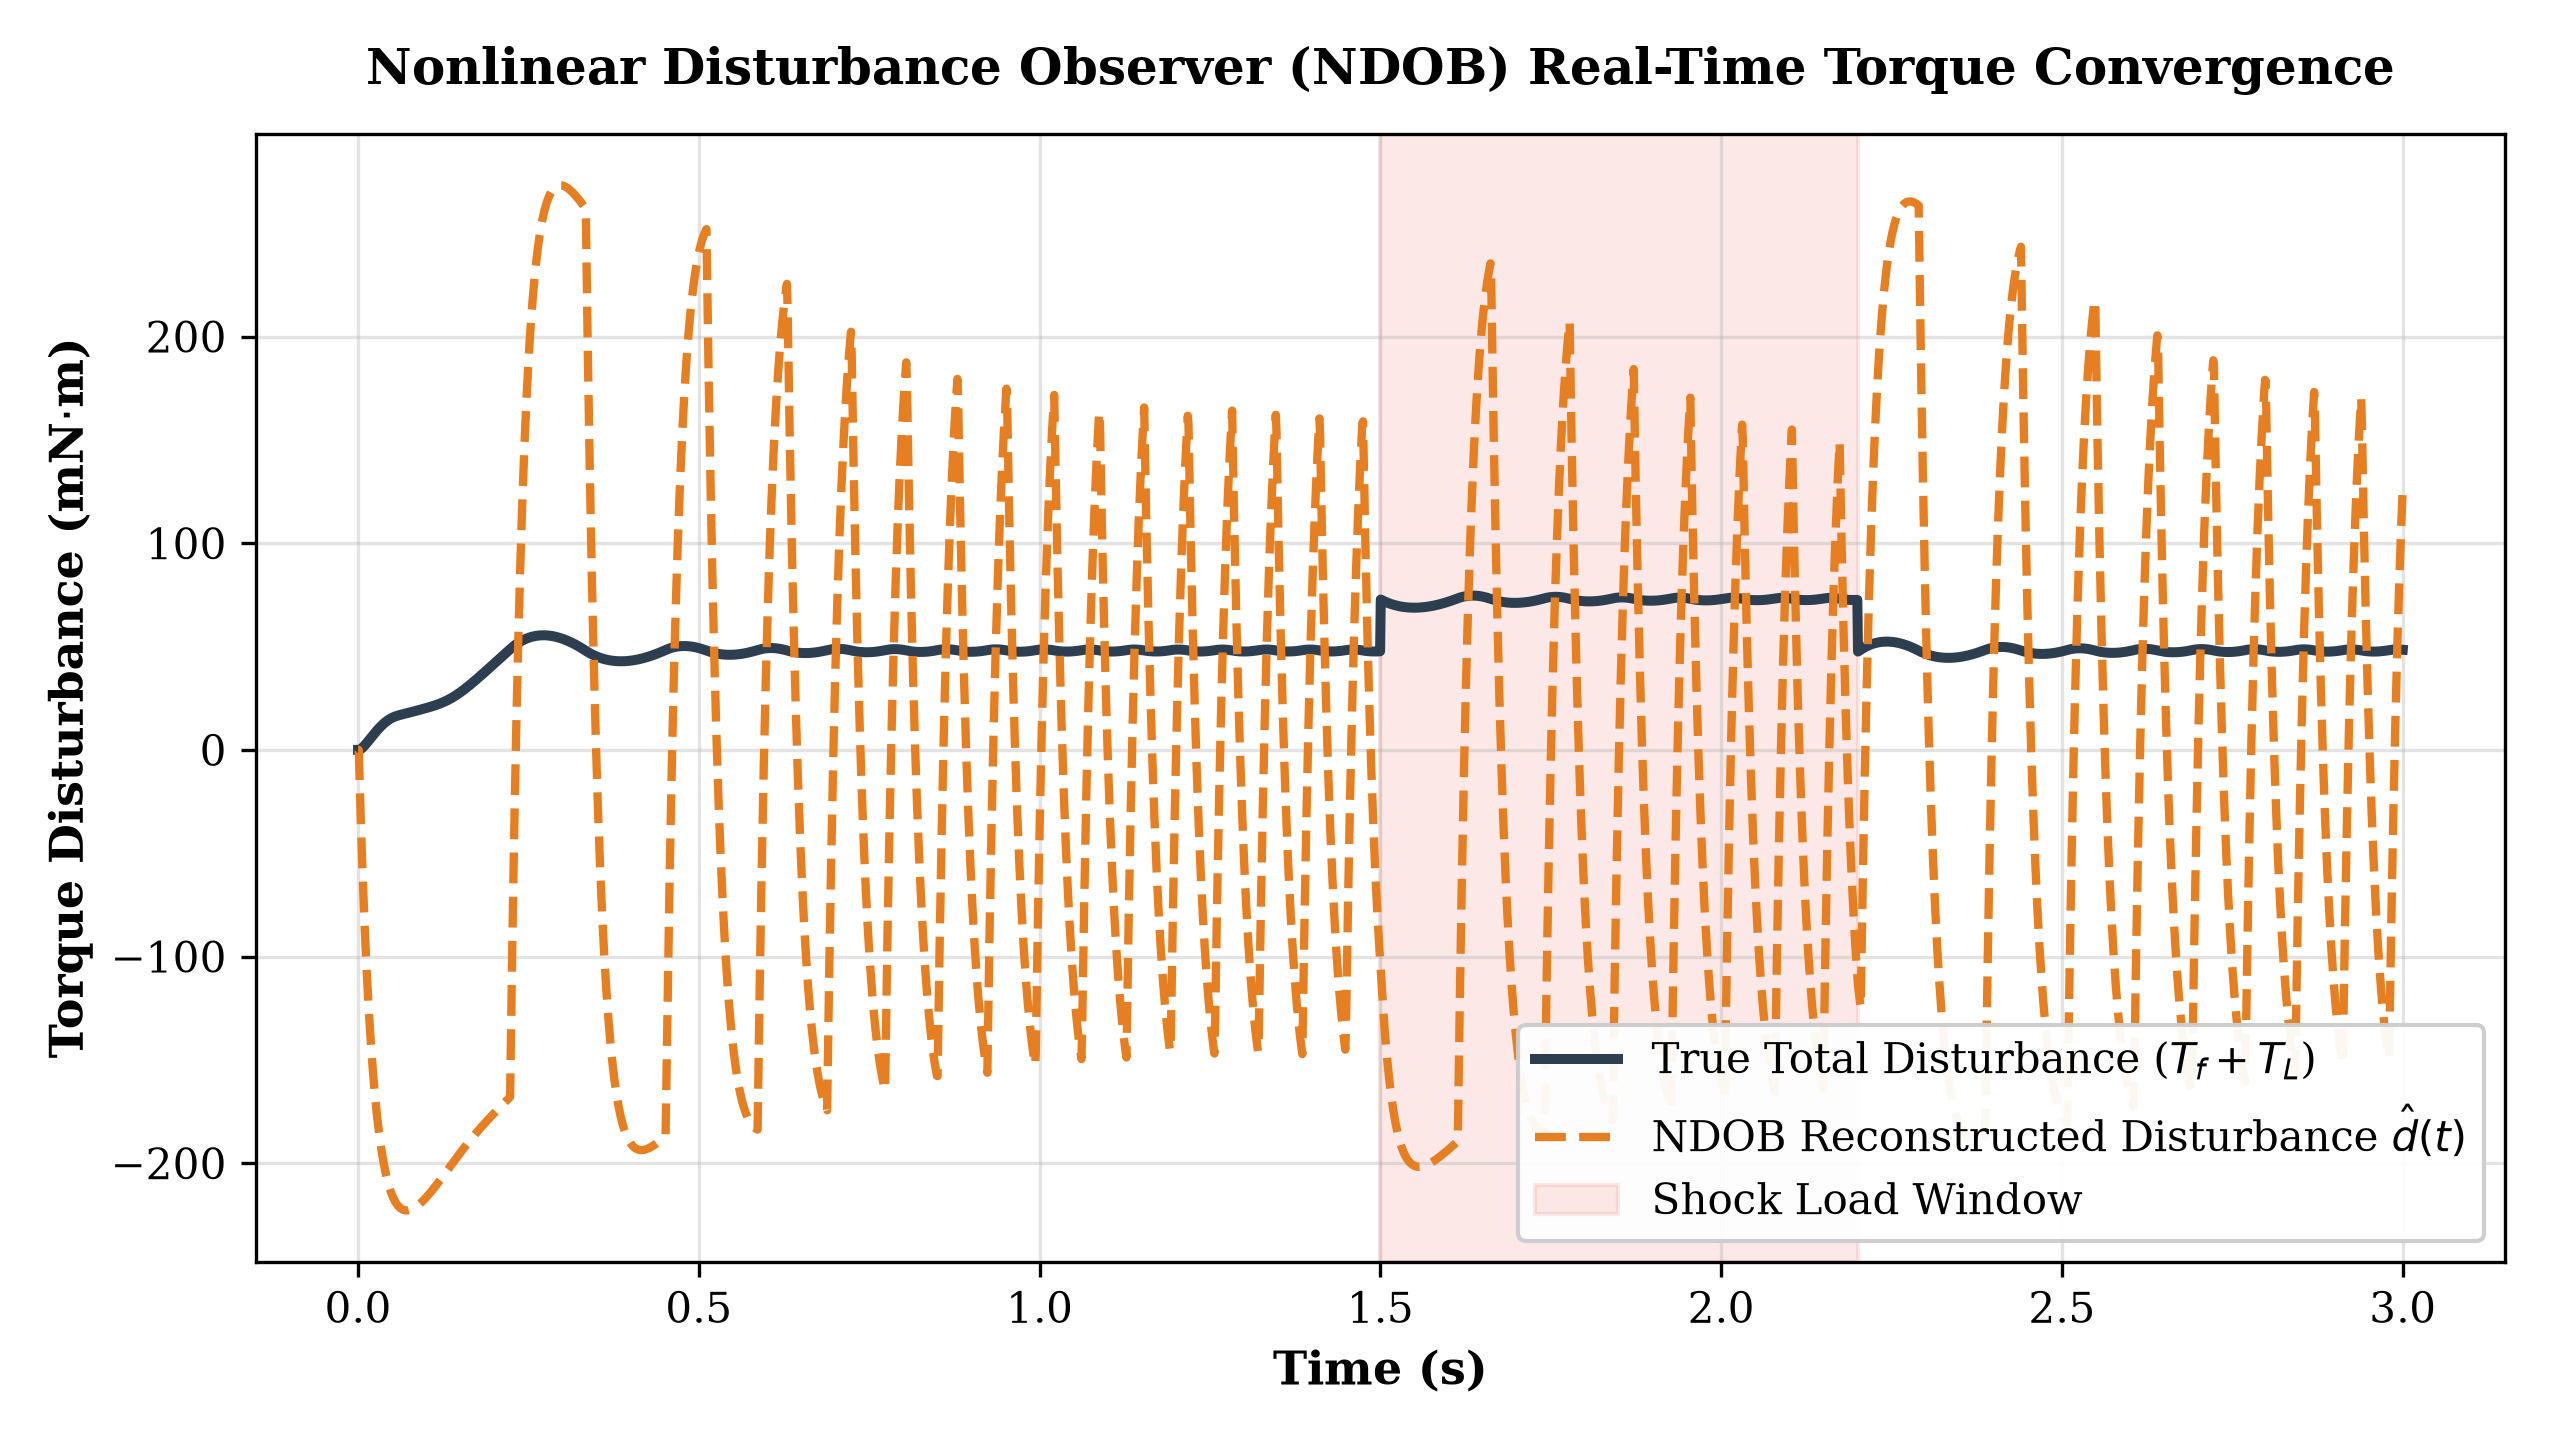 Nonlinear Disturbance Observer (NDOB) Real-Time Torque Convergence
Torque Disturbance (mN·m)
200
100
0
−100
−200
True Total Disturbance (T_f + T_L)
NDOB Reconstructed Disturbance d̂(t)
Shock Load Window
0.0 0.5 1.0 1.5 2.0 2.5 3.0
Time (s)